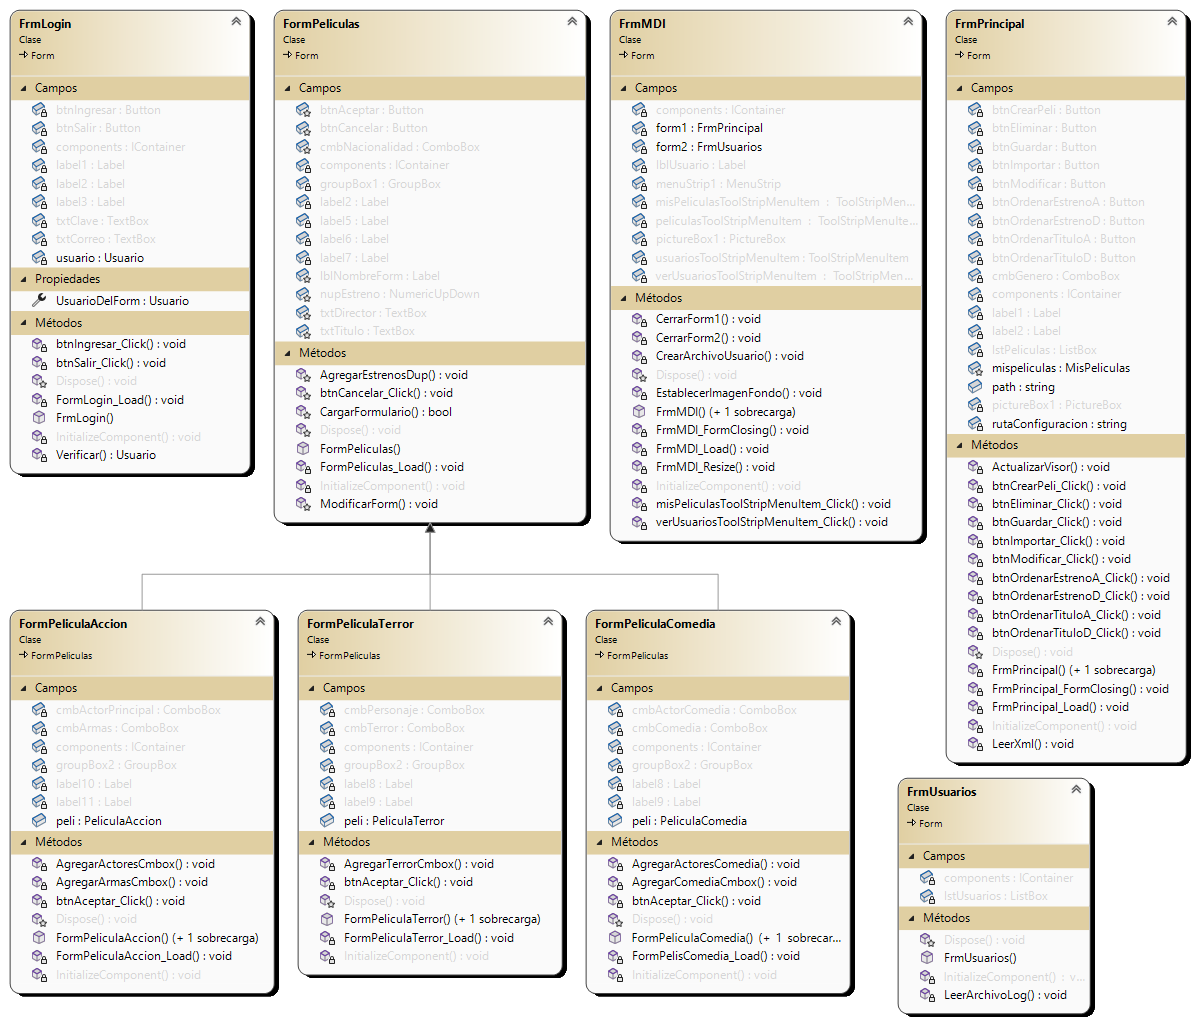 FrmLogin
Clase
Form
Campos
btnIngresar : Button
btnSalir : Button
components : IContainer
label1 : Label
label2 : Label
label3 : Label
txtClave : TextBox
txtCorreo : TextBox
usuario : Usuario
Propiedades
UsuarioDelForm : Usuario
Métodos
btnIngresar_Click() : void
btnSalir_Click() : void
Dispose() : void
FormLogin_Load() : void
FrmLogin()
InitializeComponent() : void
Verificar() : Usuario
FormPeliculas
Clase
Form
Campos
btnAceptar : Button
btnCancelar : Button
cmbNacionalidad : ComboBox
components : IContainer
groupBox1 : GroupBox
label2 : Label
label5 : Label
label6 : Label
label7 : Label
lblNombreForm : Label
nupEstreno : NumericUpDown
txtDirector : TextBox
txtTitulo : TextBox
Métodos
AgregarEstrenosDup() : void
btnCancelar_Click() : void
CargarFormulario() : bool
Dispose() : void
FormPeliculas()
FormPeliculas_Load() : void
InitializeComponent() : void
ModificarForm() : void
FrmMDI
Clase
Form
Campos
components : IContainer
form1 : FrmPrincipal
form2 : FrmUsuarios
lblUsuario : Label
menuStrip1 : MenuStrip
misPeliculasToolStripMenuItem : ToolStripMen...
peliculasToolStripMenuItem : ToolStripMenuIte...
pictureBox1 : PictureBox
usuariosToolStripMenuItem : ToolStripMenuItem
verUsuariosToolStripMenuItem : ToolStripMen...
Métodos
CerrarForm1() : void
CerrarForm2() : void
CrearArchivoUsuario() : void
Dispose() : void
EstablecerImagenFondo() : void
FrmMDI() (+ 1 sobrecarga)
FrmMDI_FormClosing() : void
FrmMDI_Load() : void
FrmMDI_Resize() : void
InitializeComponent() : void
misPeliculasToolStripMenuItem_Click() : void
verUsuariosToolStripMenuItem_Click() : void
FrmPrincipal
Clase
Form
Campos
btnCrearPeli : Button
btnEliminar : Button
btnGuardar : Button
btnImportar : Button
btnModificar : Button
btnOrdenarEstrenoA : Button
btnOrdenarEstrenoD : Button
btnOrdenarTituloA : Button
btnOrdenarTituloD : Button
cmbGenero : ComboBox
components : IContainer
label1 : Label
label2 : Label
lstPeliculas : ListBox
mispeliculas : MisPeliculas
path : string
pictureBox1 : PictureBox
rutaConfiguracion : string
Métodos
ActualizarVisor() : void
btnCrearPeli_Click() : void
btnEliminar_Click() : void
btnGuardar_Click() : void
btnImportar_Click() : void
btnModificar_Click() : void
btnOrdenarEstrenoA_Click() : void
btnOrdenarEstrenoD_Click() : void
btnOrdenarTituloA_Click() : void
btnOrdenarTituloD_Click() : void
Dispose() : void
FrmPrincipal() (+ 1 sobrecarga)
FrmPrincipal_FormClosing() : void
FrmPrincipal_Load() : void
InitializeComponent() : void
LeerXml() : void
FormPeliculaAccion
Clase
FormPeliculas
Campos
cmbActorPrincipal : ComboBox
cmbArmas : ComboBox
components : IContainer
groupBox2 : GroupBox
label10 : Label
label11 : Label
peli : PeliculaAccion
Métodos
AgregarActoresCmbox() : void
AgregarArmasCmbox() : void
btnAceptar_Click() : void
Dispose() : void
FormPeliculaAccion() (+ 1 sobrecarga)
FormPeliculaAccion_Load() : void
InitializeComponent() : void
FormPeliculaTerror
Clase
FormPeliculas
Campos
cmbPersonaje : ComboBox
cmbTerror : ComboBox
components : IContainer
groupBox2 : GroupBox
label8 : Label
label9 : Label
peli : PeliculaTerror
Métodos
AgregarTerrorCmbox() : void
btnAceptar_Click() : void
Dispose() : void
FormPeliculaTerror() (+ 1 sobrecarga)
FormPeliculaTerror_Load() : void
InitializeComponent() : void
FormPeliculaComedia
Clase
FormPeliculas
Campos
cmbActorComedia : ComboBox
cmbComedia : ComboBox
components : IContainer
groupBox2 : GroupBox
label8 : Label
label9 : Label
peli : PeliculaComedia
Métodos
AgregarActoresComedia() : void
AgregarComediaCmbox() : void
btnAceptar_Click() : void
Dispose() : void
FormPeliculaComedia() (+ 1 sobrecar...
FormPelisComedia_Load() : void
InitializeComponent() : void
FrmUsuarios
Clase
Form
Campos
components : IContainer
lstUsuarios : ListBox
Métodos
Dispose() : void
FrmUsuarios()
InitializeComponent() : v...
LeerArchivoLog() : void